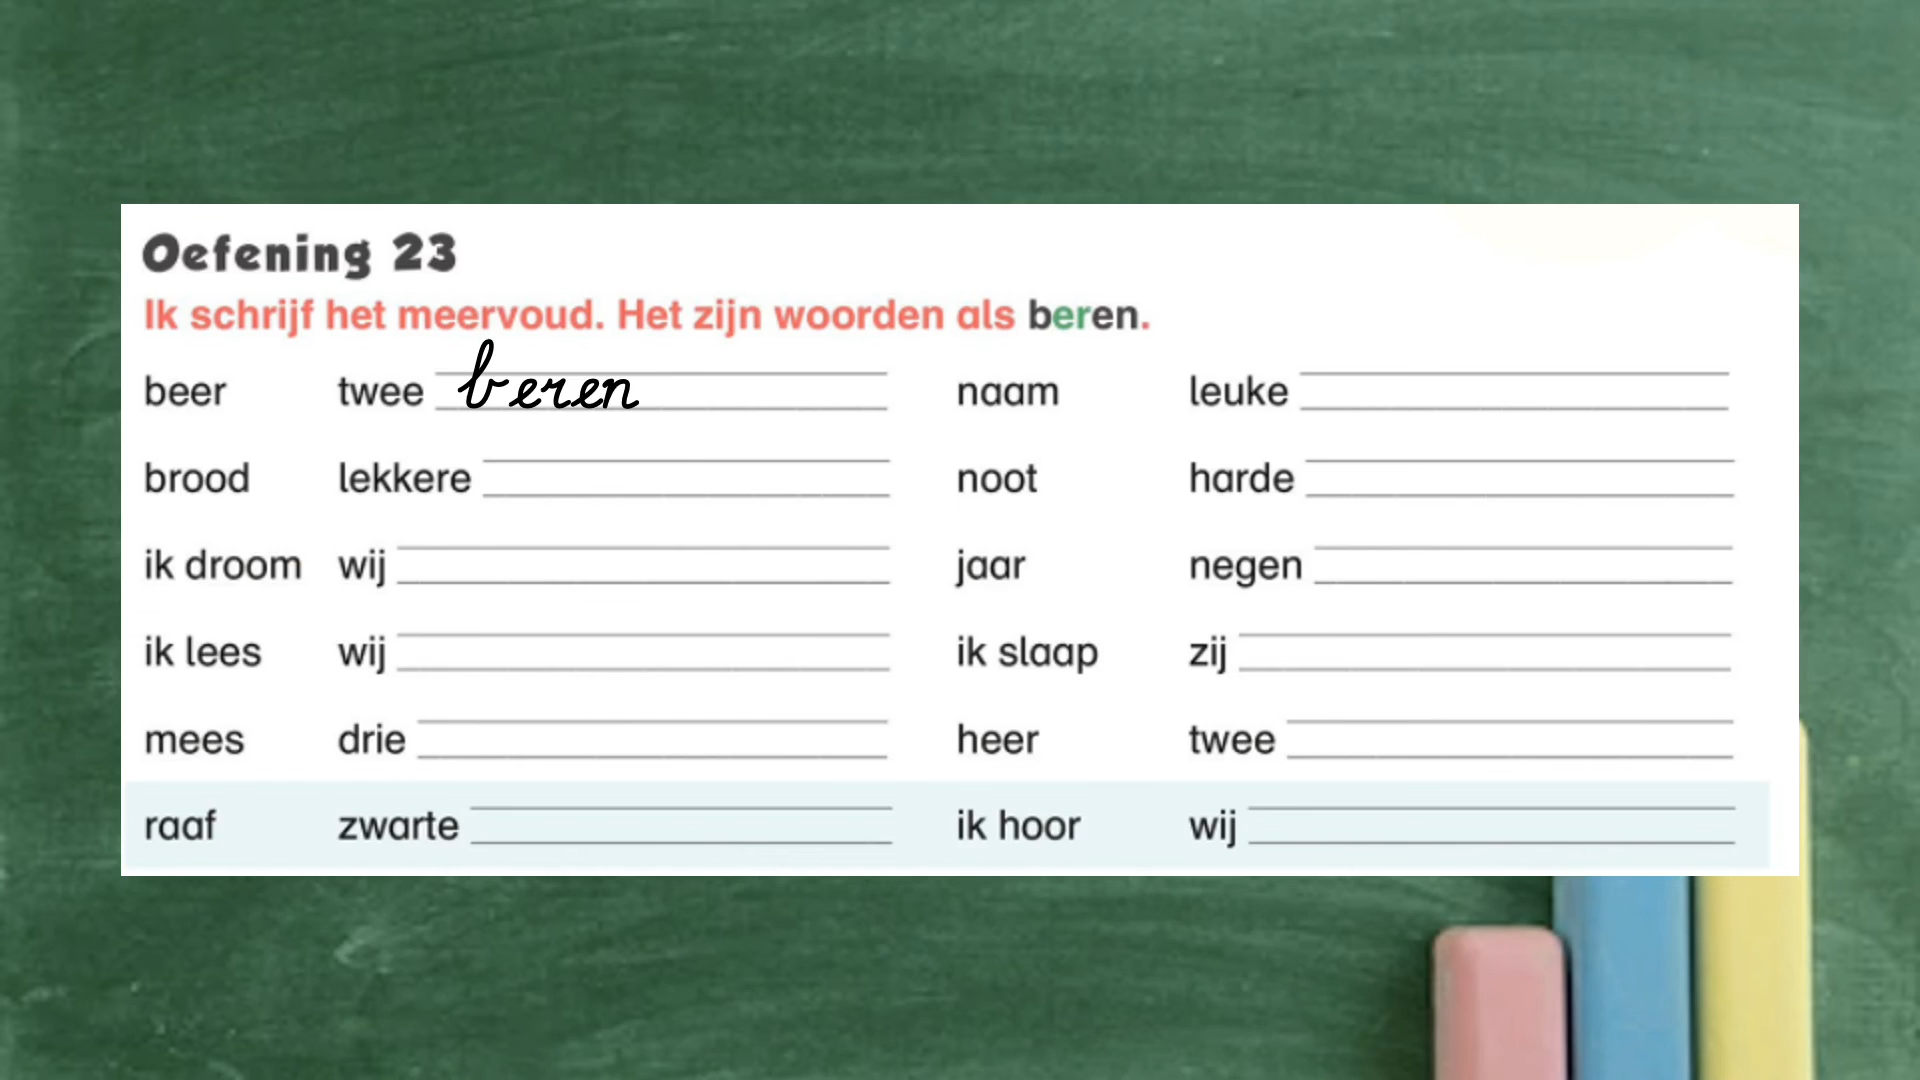 Oefening 23
Ik schrijf het meervoud. Het zijn woorden als beren.
beer twee beren naam leuke
brood lekkere noot harde
ik droom wij jaar negen
ik lees wij ik slaap zij
mees drie heer twee
raaf zwarte ik hoor wij